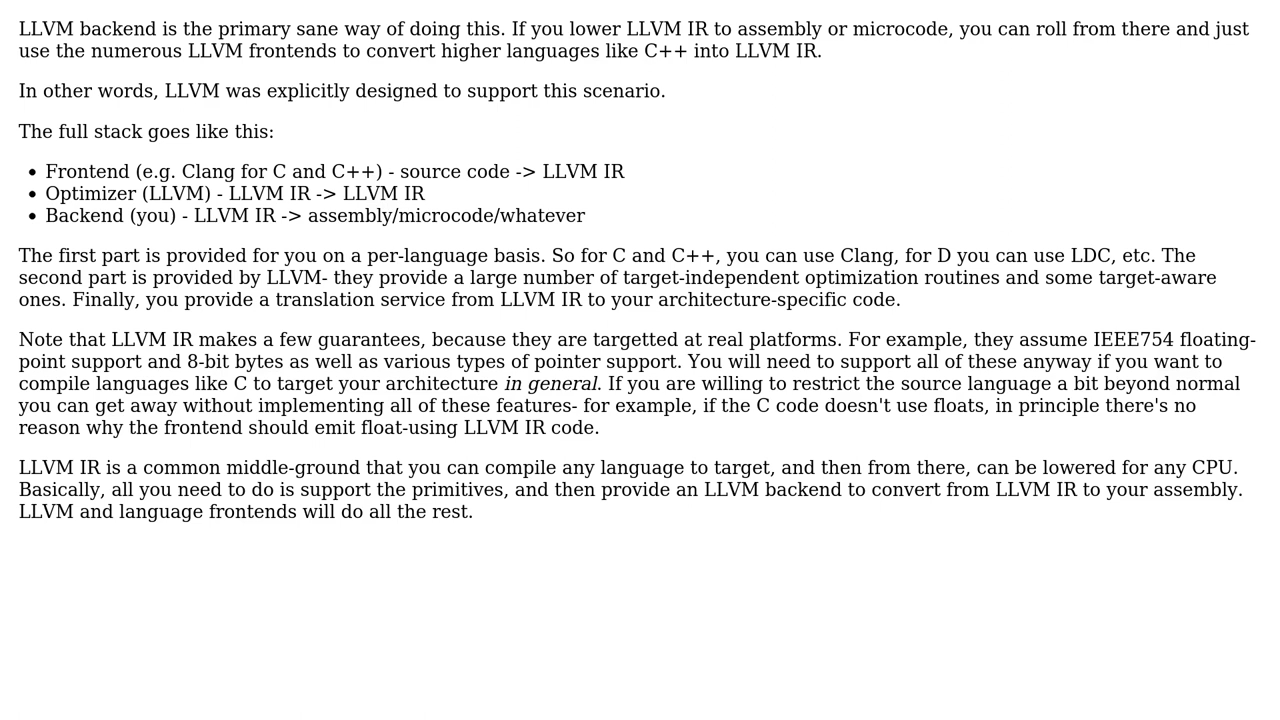 LLVM backend is the primary sane way of doing this. If you lower LLVM IR to assembly or microcode, you can roll from there and just
use the numerous LLVM frontends to convert higher languages like C++ into LLVM IR.
In other words, LLVM was explicitly designed to support this scenario.
The full stack goes like this:
• Frontend (e.g. Clang for C and C++) - source code -> LLVM IR
• Optimizer (LLVM) - LLVM IR -> LLVM IR
• Backend (you) - LLVM IR -> assembly/microcode/whatever
The first part is provided for you on a per-language basis. So for C and C++, you can use Clang, for D you can use LDC, etc. The
second part is provided by LLVM- they provide a large number of target-independent optimization routines and some target-aware
ones. Finally, you provide a translation service from LLVM IR to your architecture-specific code.
Note that LLVM IR makes a few guarantees, because they are targetted at real platforms. For example, they assume IEEE754 floating-
point support and 8-bit bytes as well as various types of pointer support. You will need to support all of these anyway if you want to
compile languages like C to target your architecture in general. If you are willing to restrict the source language a bit beyond normal
you can get away without implementing all of these features- for example, if the C code doesn't use floats, in principle there's no
reason why the frontend should emit float-using LLVM IR code.
LLVM IR is a common middle-ground that you can compile any language to target, and then from there, can be lowered for any CPU.
Basically, all you need to do is support the primitives, and then provide an LLVM backend to convert from LLVM IR to your assembly.
LLVM and language frontends will do all the rest.